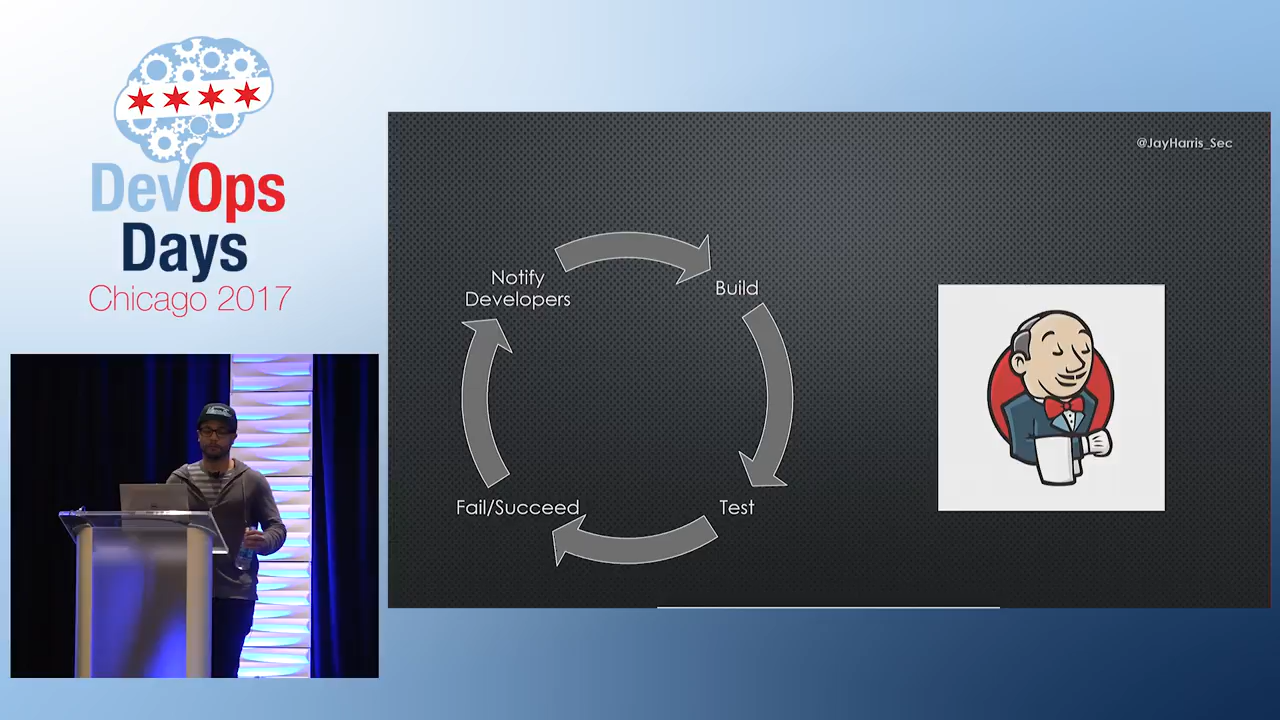 DevOps
Days
Chicago 2017
@JayHarris_Sec
Notify
Developers
Build
Fail/Succeed
Test